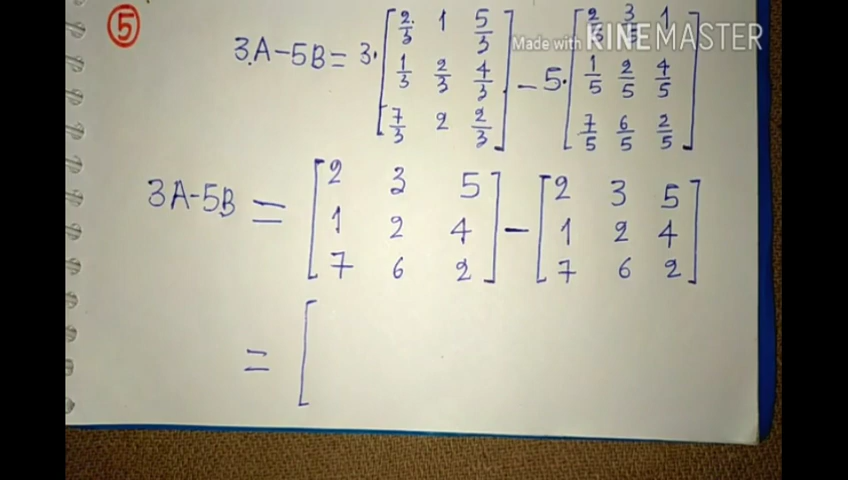 5
3.A-5B= 3. [2/3 1 5/3; 1/3 2/3 4/3; 7/3 2 2/3] - 5. [2/5 3/5 1; 1/5 2/5 4/5; 7/5 6/5 2/5]
Made with KINEMASTER
3A-5B = [2 3 5; 1 2 4; 7 6 2] - [2 3 5; 1 2 4; 7 6 2]
= [